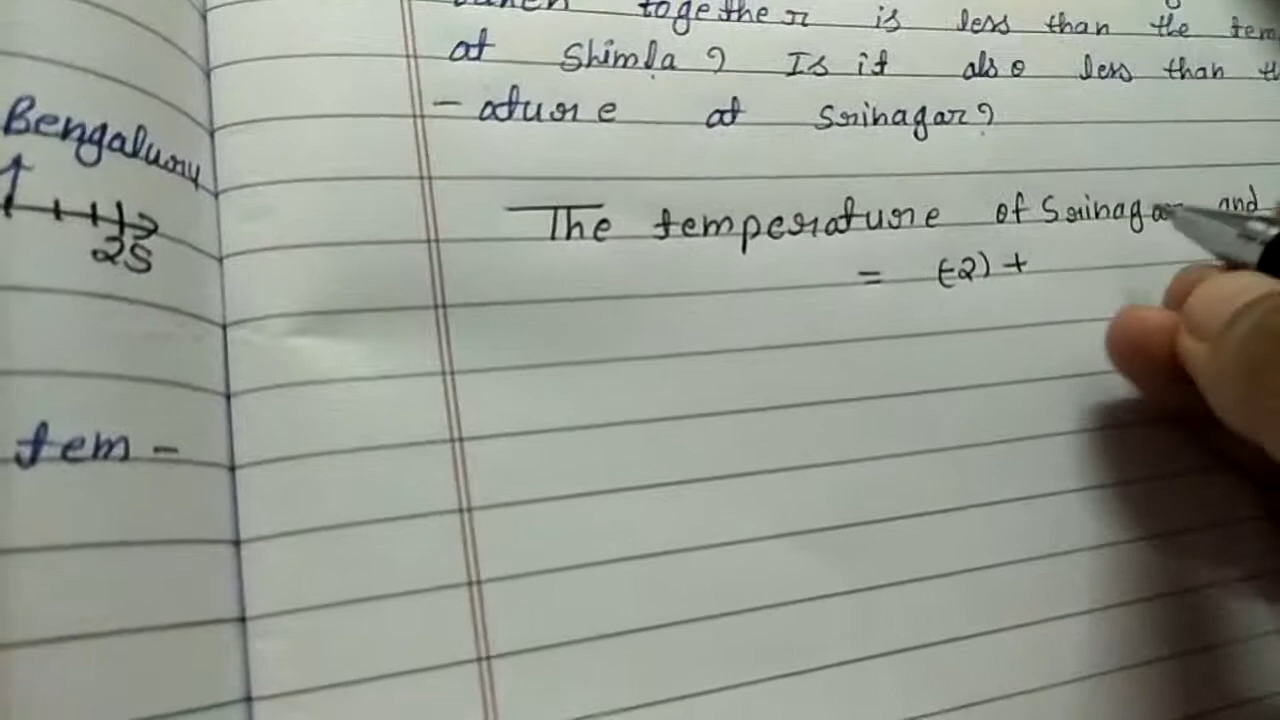 together is less than the tem
at Shimla? Is it also less than th
- ature at Srinagar?
Bengaluru
25
The temperature of Srinagar and
= (-2) +
tem -